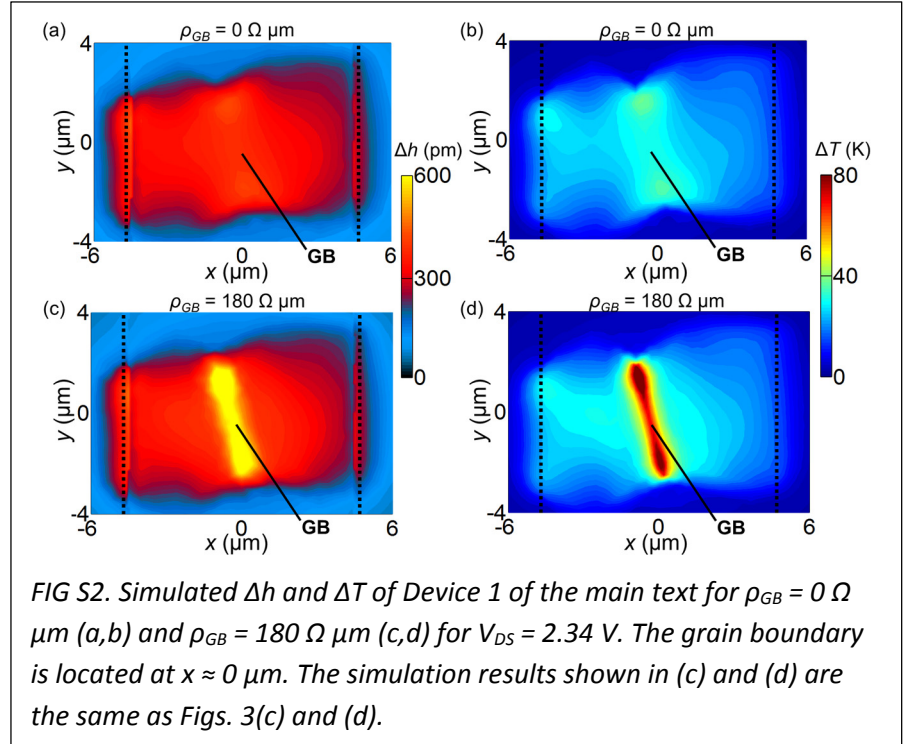 (a) ρGB = 0 Ω μm
(b) ρGB = 0 Ω μm
4
0
-4
y (μm)
-6 0 6
x (μm)
GB
Δh (pm)
600
300
0
4
0
-4
y (μm)
-6 0 6
x (μm)
GB
ΔT (K)
80
40
0
(c) ρGB = 180 Ω μm
(d) ρGB = 180 Ω μm
4
0
-4
y (μm)
-6 0 6
x (μm)
GB
4
0
-4
y (μm)
-6 0 6
x (μm)
GB
FIG S2. Simulated Δh and ΔT of Device 1 of the main text for ρGB = 0 Ω
μm (a,b) and ρGB = 180 Ω μm (c,d) for VDS = 2.34 V. The grain boundary
is located at x ≈ 0 μm. The simulation results shown in (c) and (d) are
the same as Figs. 3(c) and (d).